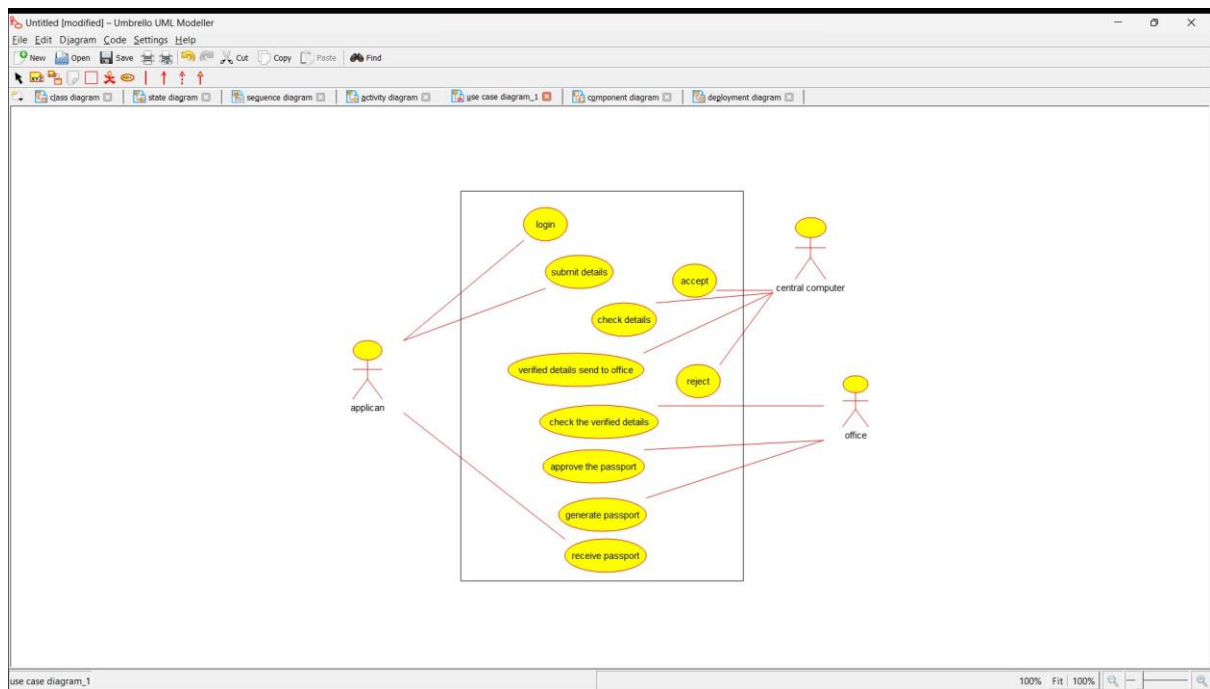 Untitled [modified] – Umbrello UML Modeller
File Edit Diagram Code Settings Help
New Open Save Cut Copy Paste Find
class diagram state diagram sequence diagram activity diagram use case diagram_1 component diagram deployment diagram
login
submit details
accept
central computer
check details
verified details send to office
reject
applican
check the verified details
office
approve the passport
generate passport
receive passport
use case diagram_1 100% Fit 100%